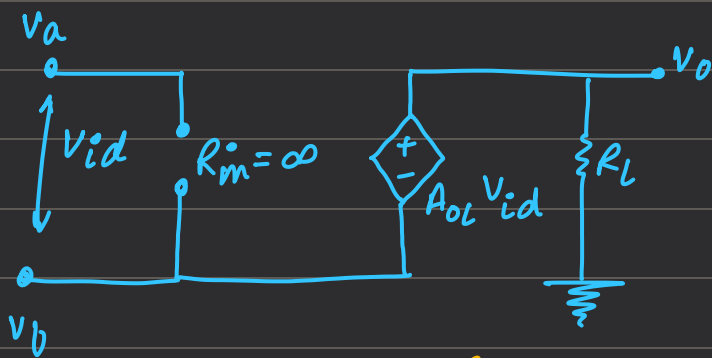 Va
Vo
Vid
Rin = ∞
+
−
AOL Vid
RL
Vb